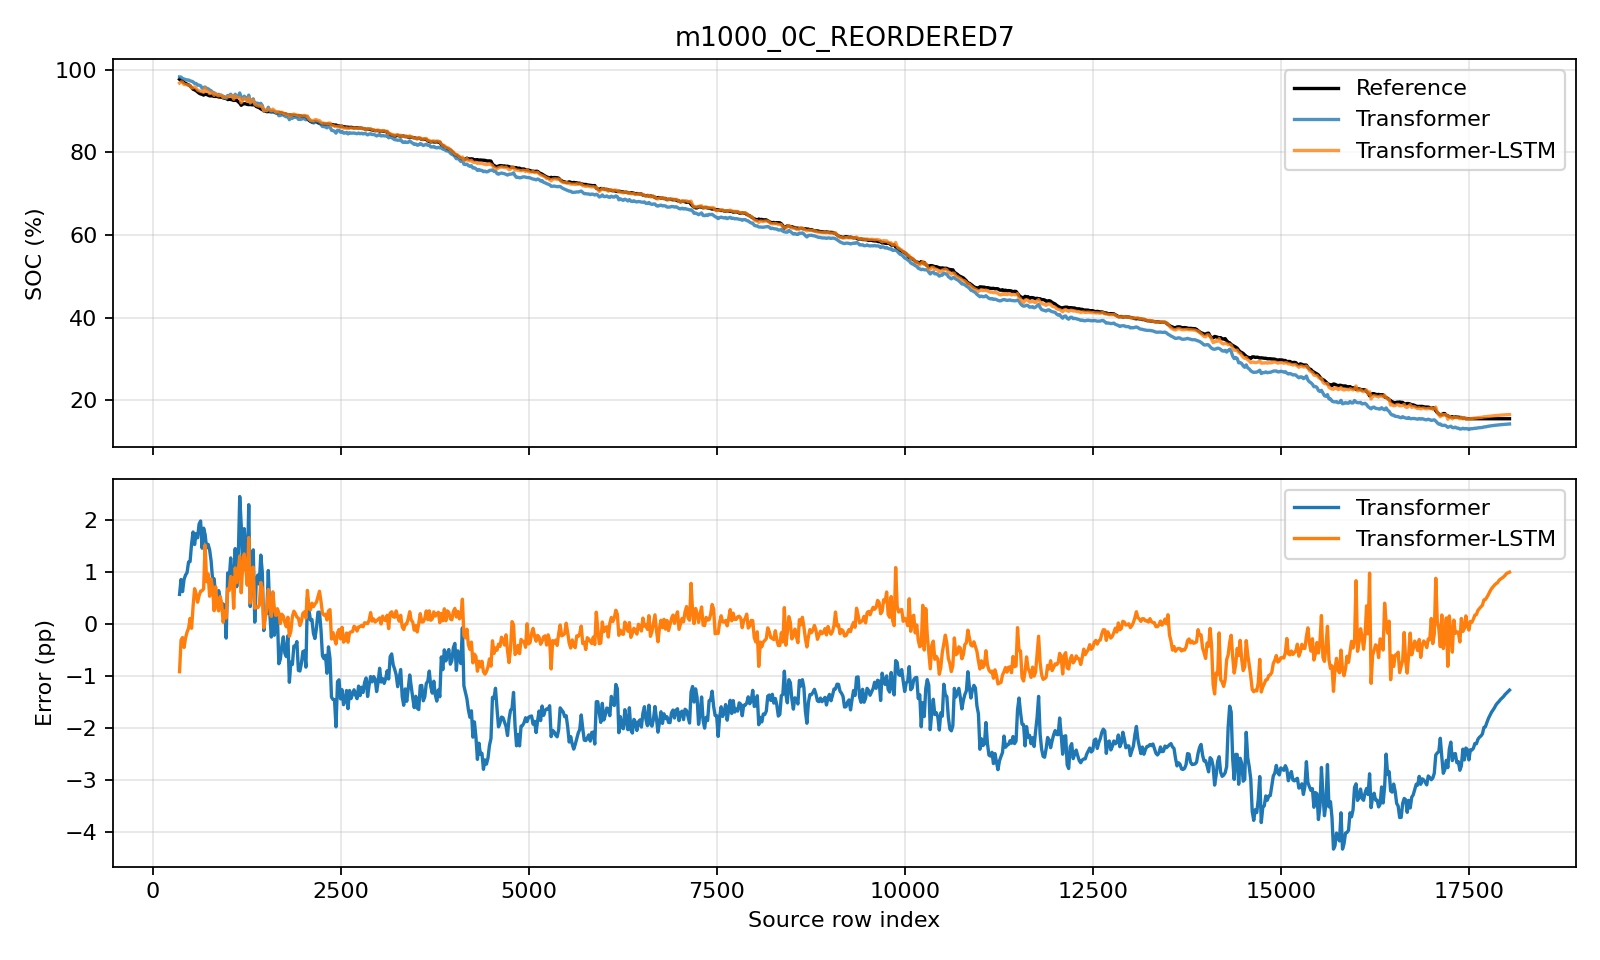 m1000_0C_REORDERED7
100
80
60
40
20
SOC (%)
Reference
Transformer
Transformer-LSTM
2
1
0
−1
−2
−3
−4
Error (pp)
Transformer
Transformer-LSTM
0
2500
5000
7500
10000
12500
15000
17500
Source row index